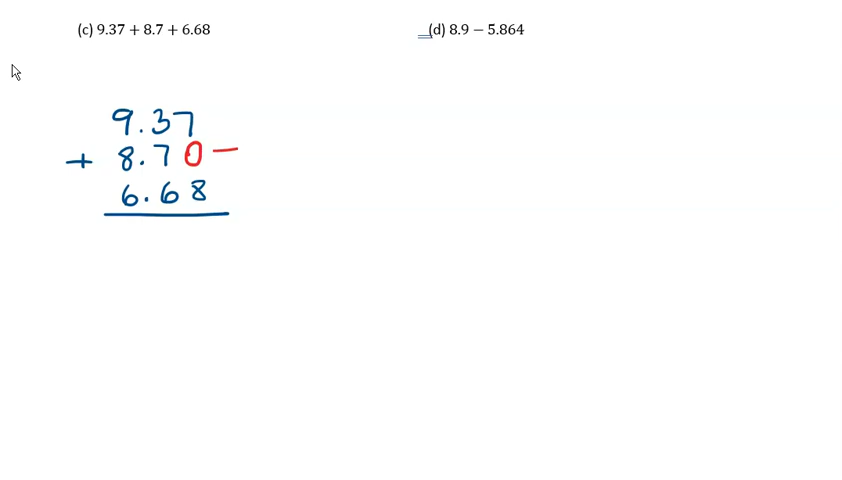 (c) 9.37 + 8.7 + 6.68
(d) 8.9 − 5.864
9.37
+ 8.70 —
6.68